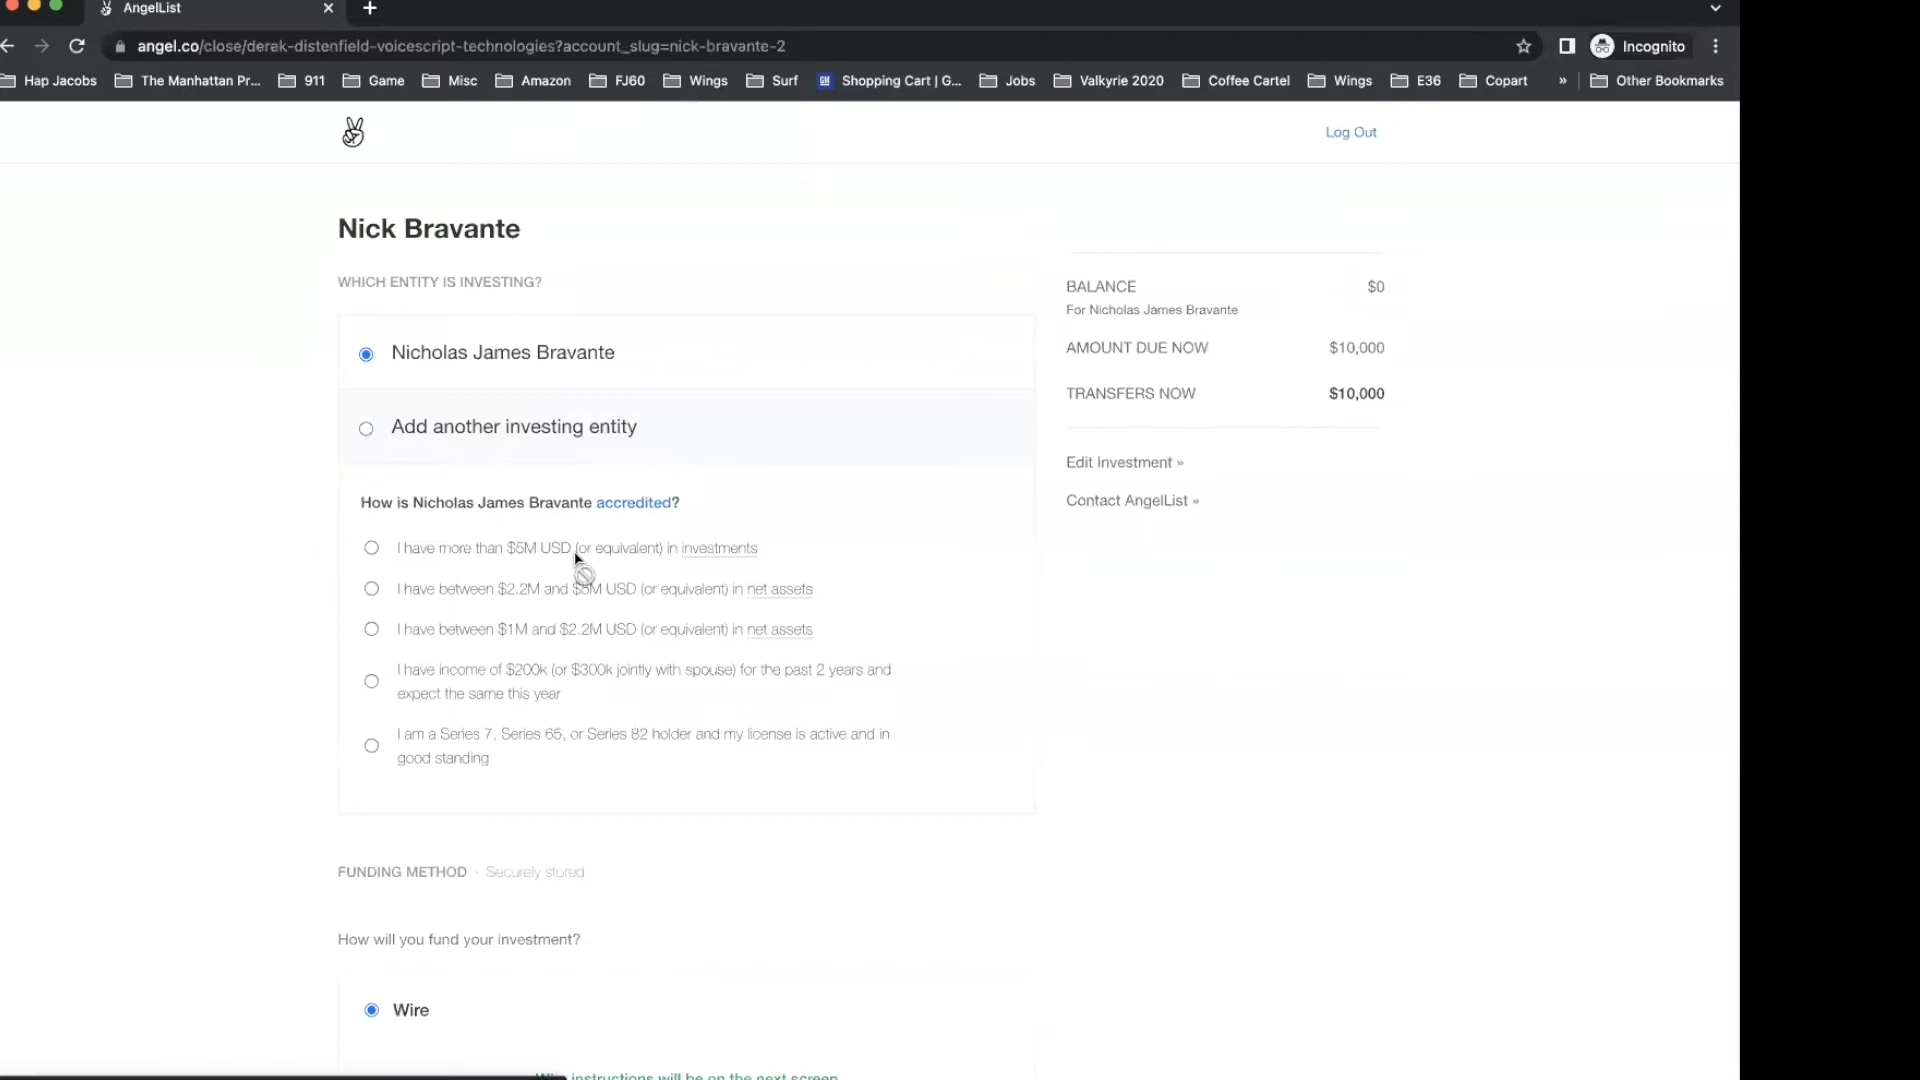 AngelList
angel.co/close/derek-distenfield-voicescript-technologies?account_slug=nick-bravante-2
Incognito
Hap Jacobs
The Manhattan Pr...
911
Game
Misc
Amazon
FJ60
Wings
Surf
Shopping Cart | G...
Jobs
Valkyrie 2020
Coffee Cartel
Wings
E36
Copart
»
Other Bookmarks
Log Out
Nick Bravante
WHICH ENTITY IS INVESTING?
Nicholas James Bravante
Add another investing entity
How is Nicholas James Bravante accredited?
I have more than $5M USD (or equivalent) in investments
I have between $2.2M and $5M USD (or equivalent) in net assets
I have between $1M and $2.2M USD (or equivalent) in net assets
I have income of $200k (or $300k jointly with spouse) for the past 2 years and
expect the same this year
I am a Series 7, Series 65, or Series 82 holder and my license is active and in
good standing
BALANCE $0
For Nicholas James Bravante
AMOUNT DUE NOW $10,000
TRANSFERS NOW $10,000
Edit Investment »
Contact AngelList »
FUNDING METHOD · Securely stored
How will you fund your investment?
Wire
instructions will be on the next screen